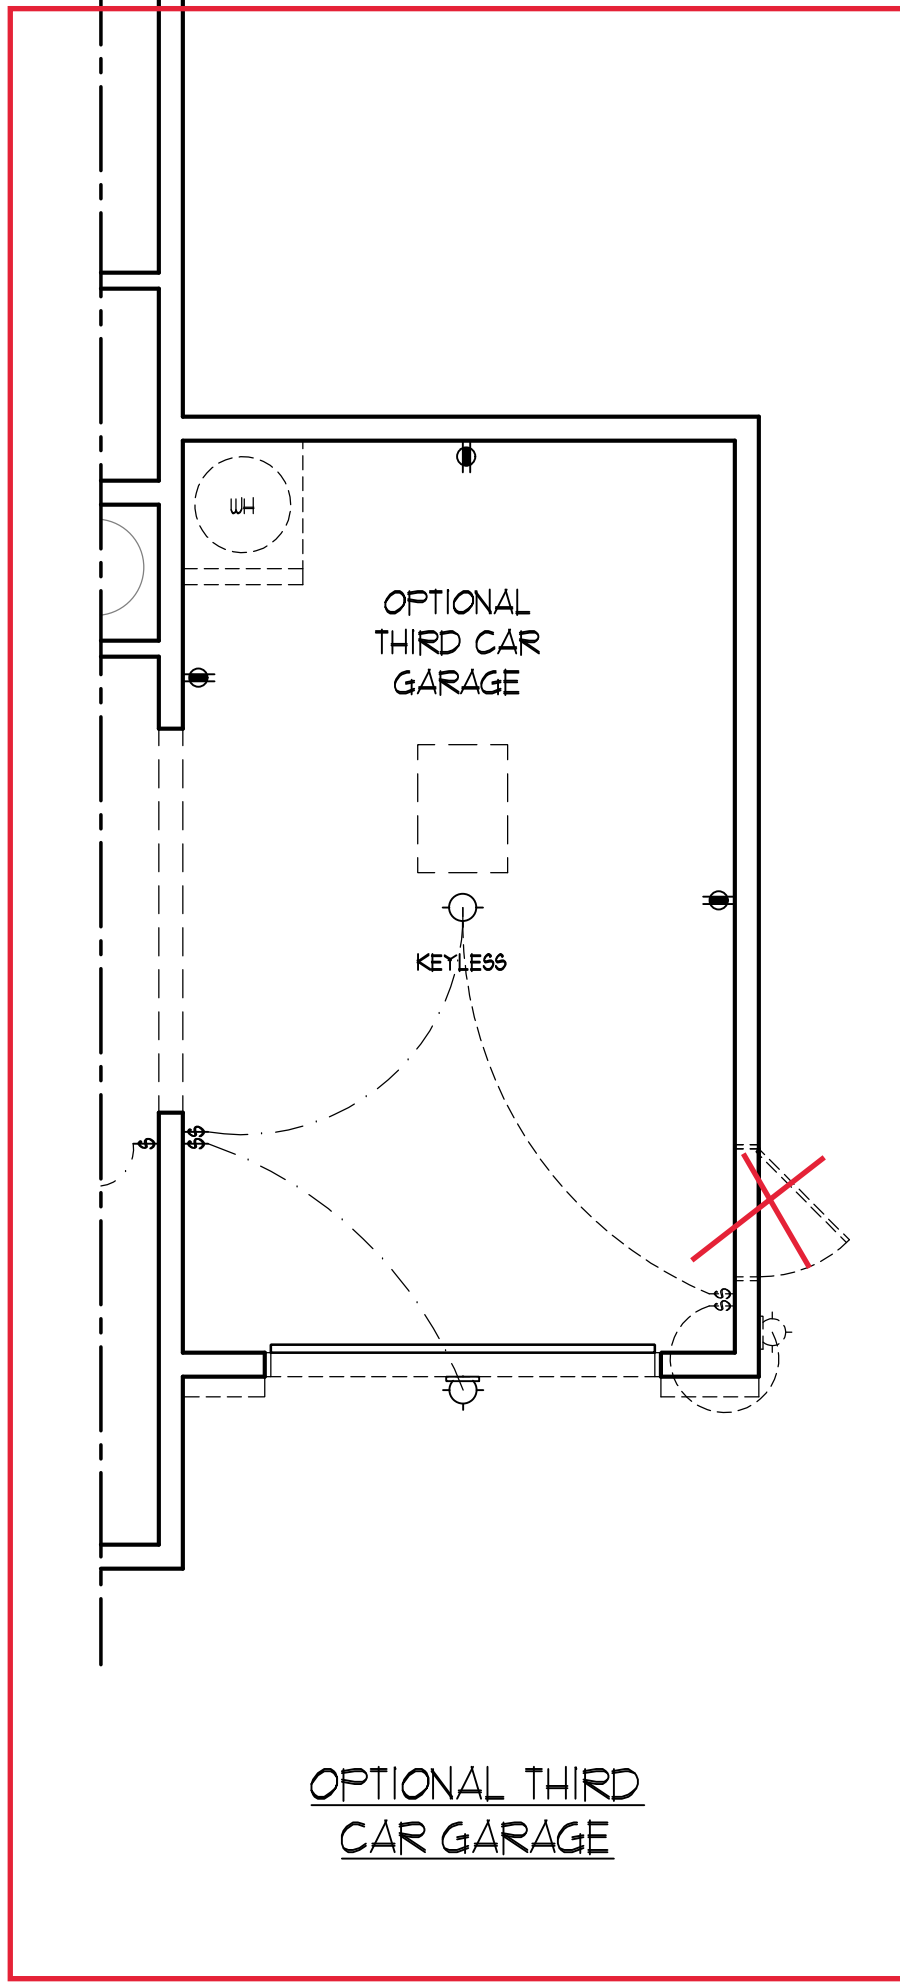 WH
OPTIONAL
THIRD CAR
GARAGE
KEYLESS
$
$$
$$
OPTIONAL THIRD
CAR GARAGE